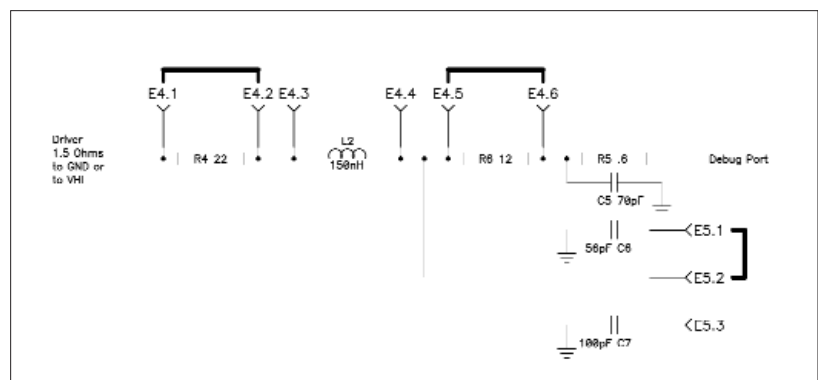 E4.1
E4.2 E4.3
E4.4
E4.5
E4.6
Driver
1.5 Ohms
to GND or
to VHI
R4 22
L2
150nH
R6 12
R5 .6
Debug Port
C5 70pF
56pF C6
E5.1
E5.2
100pF C7
E5.3